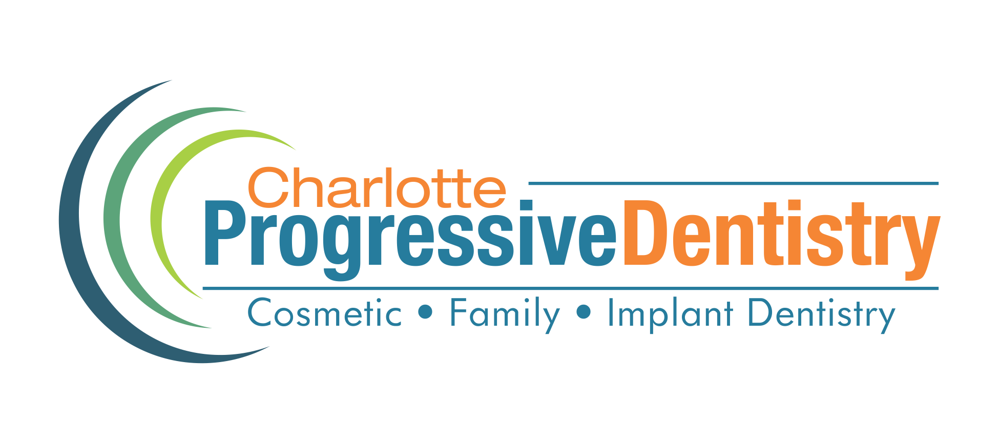 Charlotte
ProgressiveDentistry
Cosmetic • Family • Implant Dentistry